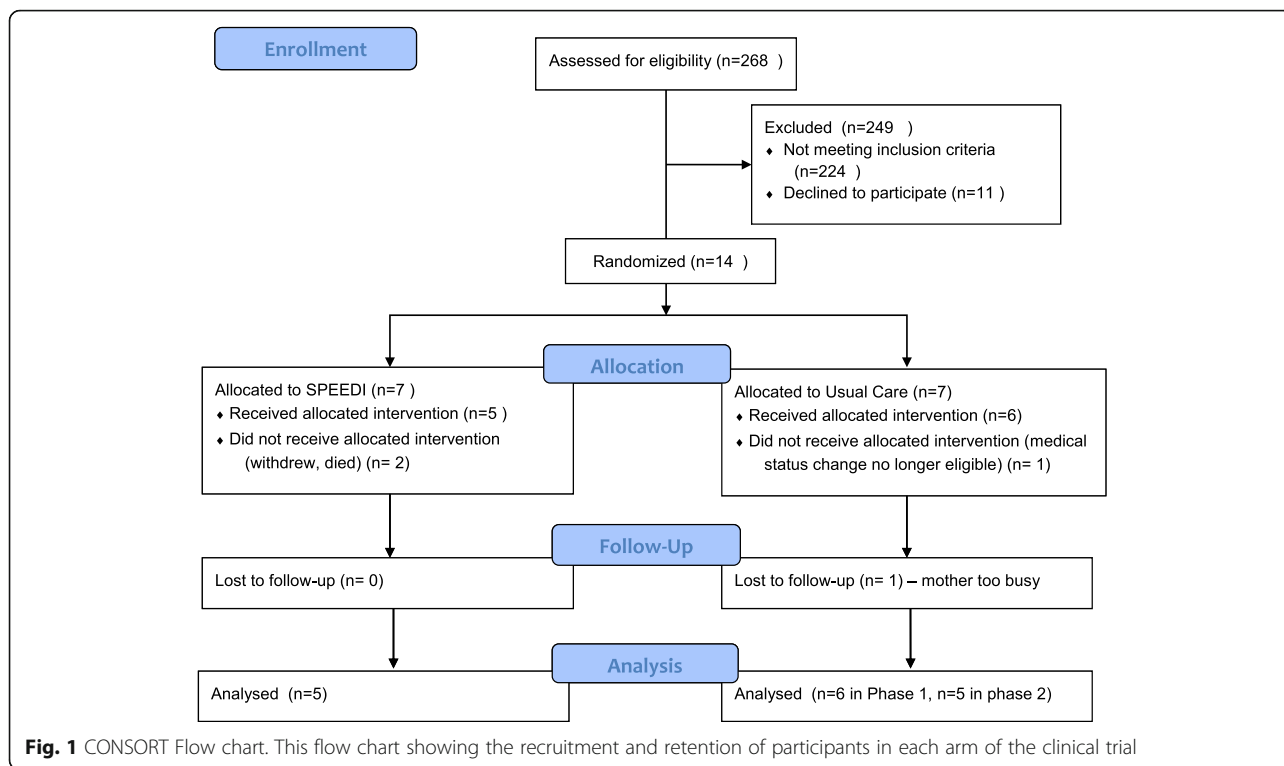 Enrollment
Assessed for eligibility (n=268 )
Excluded (n=249 )
♦ Not meeting inclusion criteria
(n=224 )
♦ Declined to participate (n=11 )
Randomized (n=14 )
Allocation
Allocated to SPEEDI (n=7 )
♦ Received allocated intervention (n=5 )
♦ Did not receive allocated intervention
(withdrew, died) (n= 2)
Allocated to Usual Care (n=7)
♦ Received allocated intervention (n=6)
♦ Did not receive allocated intervention (medical
status change no longer eligible) (n= 1)
Follow-Up
Lost to follow-up (n= 0)
Lost to follow-up (n= 1) – mother too busy
Analysis
Analysed (n=5)
Analysed (n=6 in Phase 1, n=5 in phase 2)
Fig. 1 CONSORT Flow chart. This flow chart showing the recruitment and retention of participants in each arm of the clinical trial